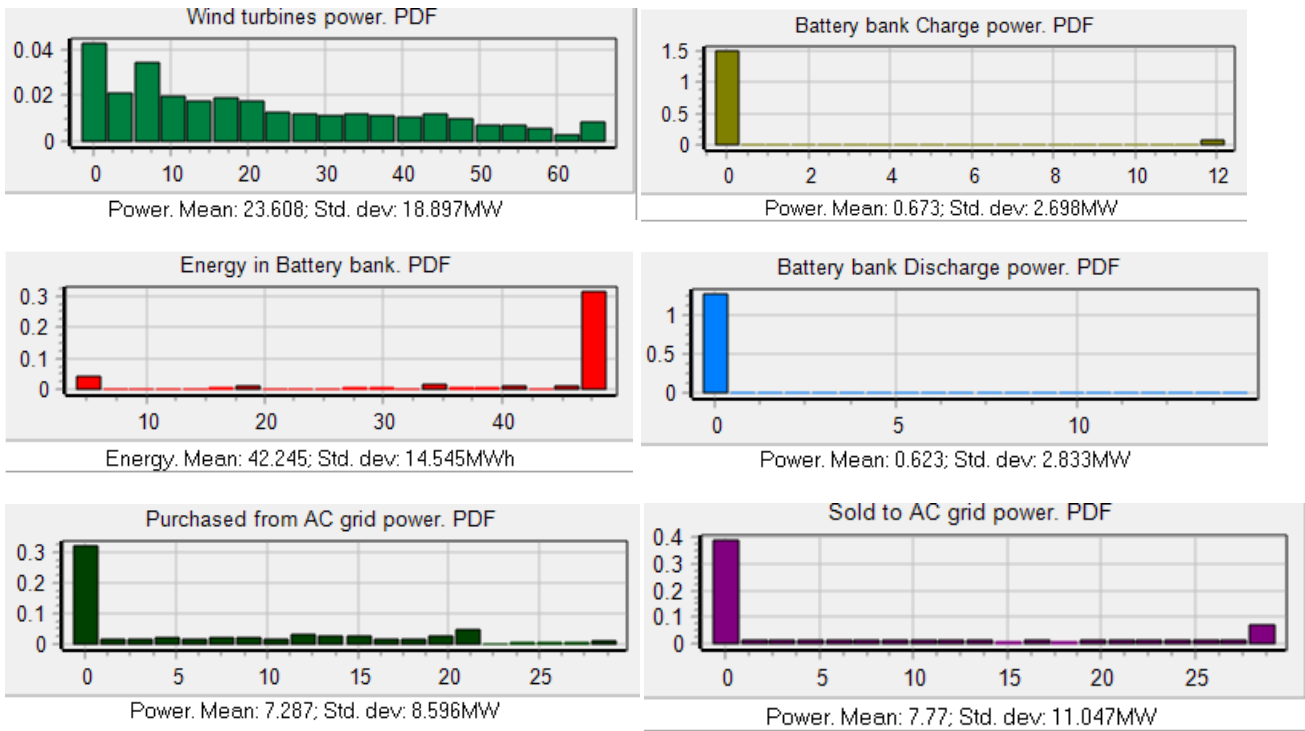 Wind turbines power. PDF
0.04
0.02
0
0 10 20 30 40 50 60
Power. Mean: 23.608; Std. dev: 18.897MW
Battery bank Charge power. PDF
1.5
1
0.5
0
0 2 4 6 8 10 12
Power. Mean: 0.673; Std. dev: 2.698MW
Energy in Battery bank. PDF
0.3
0.2
0.1
0
10 20 30 40
Energy. Mean: 42.245; Std. dev: 14.545MWh
Battery bank Discharge power. PDF
1
0.5
0
0 5 10
Power. Mean: 0.623; Std. dev: 2.833MW
Purchased from AC grid power. PDF
0.3
0.2
0.1
0
0 5 10 15 20 25
Power. Mean: 7.287; Std. dev: 8.596MW
Sold to AC grid power. PDF
0.4
0.3
0.2
0.1
0
0 5 10 15 20 25
Power. Mean: 7.77; Std. dev: 11.047MW